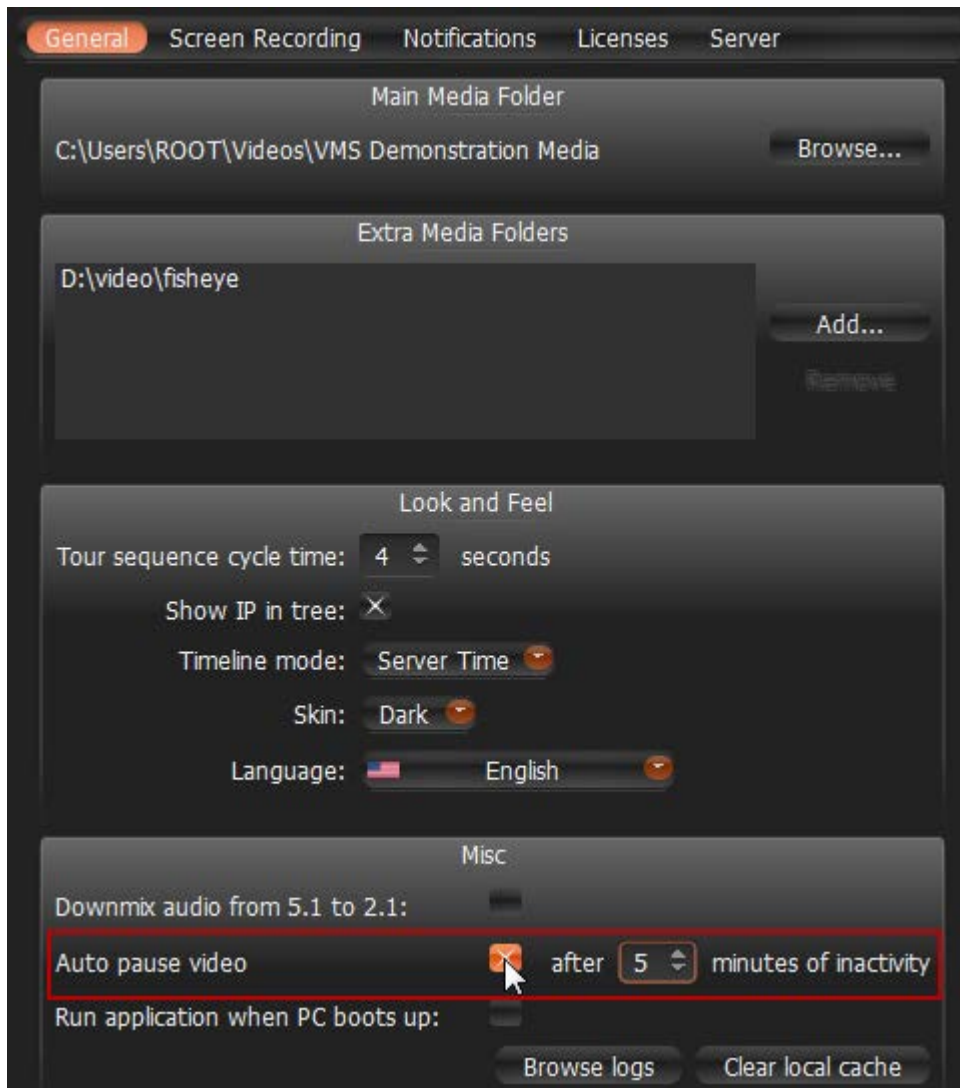 General Screen Recording Notifications Licenses Server
Main Media Folder
C:\Users\ROOT\Videos\VMS Demonstration Media Browse...
Extra Media Folders
D:\video\fisheye
Add...
Remove
Look and Feel
Tour sequence cycle time: 4 seconds
Show IP in tree:
Timeline mode: Server Time
Skin: Dark
Language: English
Misc
Downmix audio from 5.1 to 2.1:
Auto pause video after 5 minutes of inactivity
Run application when PC boots up:
Browse logs Clear local cache